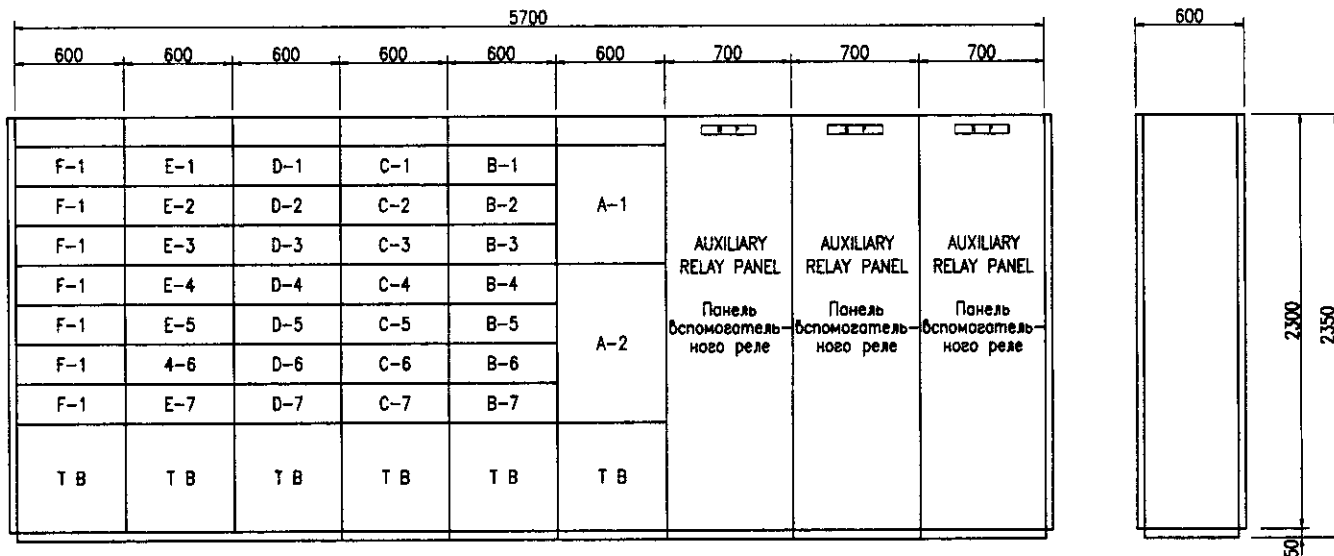 5700
600
600 600 600 600 600 600 700 700 700
F-1 E-1 D-1 C-1 B-1
F-1 E-2 D-2 C-2 B-2 A-1
F-1 E-3 D-3 C-3 B-3
AUXILIARY AUXILIARY AUXILIARY
RELAY PANEL RELAY PANEL RELAY PANEL
F-1 E-4 D-4 C-4 B-4
Панель Панель Панель
F-1 E-5 D-5 C-5 B-5
вспомогатель- вспомогатель- вспомогатель-
ного реле ного реле ного реле
A-2
F-1 4-6 D-6 C-6 B-6
F-1 E-7 D-7 C-7 B-7
T B T B T B T B T B T B
2300
2350
50